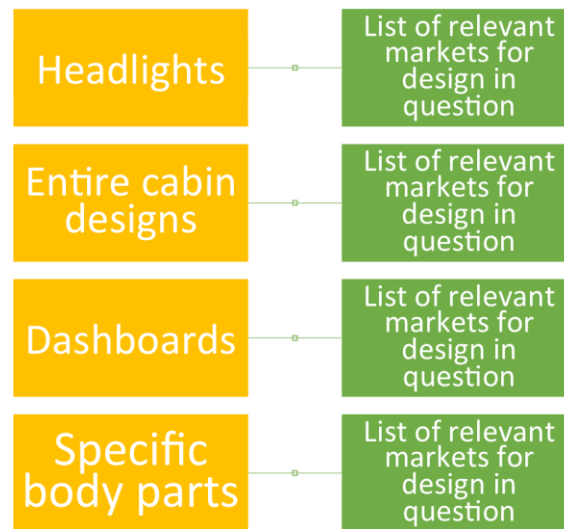 Headlights
List of relevant
markets for
design in
question
Entire cabin
designs
List of relevant
markets for
design in
question
Dashboards
List of relevant
markets for
design in
question
Specific
body parts
List of relevant
markets for
design in
question